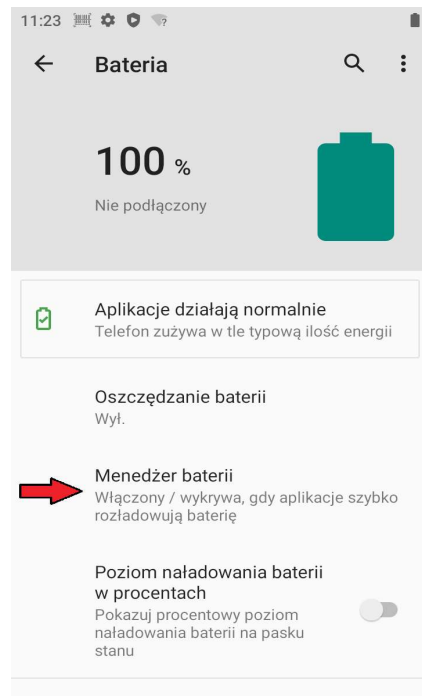 11:23
Bateria
100 %
Nie podłączony
Aplikacje działają normalnie
Telefon zużywa w tle typową ilość energii
Oszczędzanie baterii
Wył.
Menedżer baterii
Włączony / wykrywa, gdy aplikacje szybko
rozładowują baterię
Poziom naładowania baterii
w procentach
Pokazuj procentowy poziom
naładowania baterii na pasku
stanu